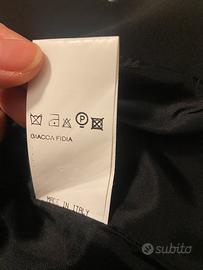 P
GIACCA FIDIA
MADE IN ITALY
subito